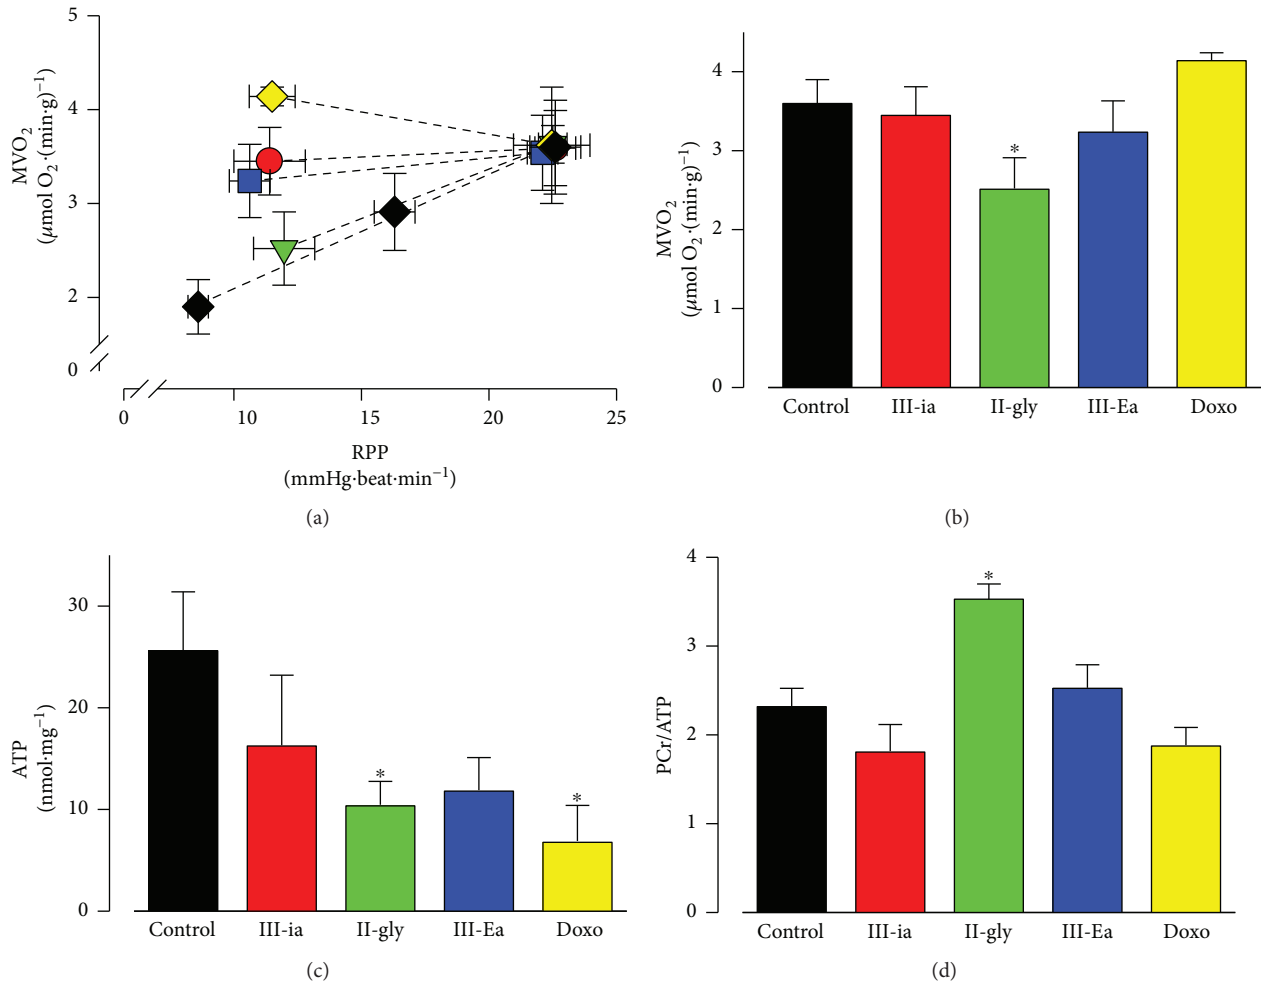 5
4
3
2
0
MVO₂
(μmol O₂·(min·g)⁻¹)
0
10
15
20
25
RPP
(mmHg·beat·min⁻¹)
(a)
4
3
2
1
0
MVO₂
(μmol O₂·(min·g)⁻¹)
*
Control
III-ia
II-gly
III-Ea
Doxo
(b)
30
20
10
0
ATP
(nmol·mg⁻¹)
*
*
Control
III-ia
II-gly
III-Ea
Doxo
(c)
4
3
2
1
0
PCr/ATP
*
Control
III-ia
II-gly
III-Ea
Doxo
(d)